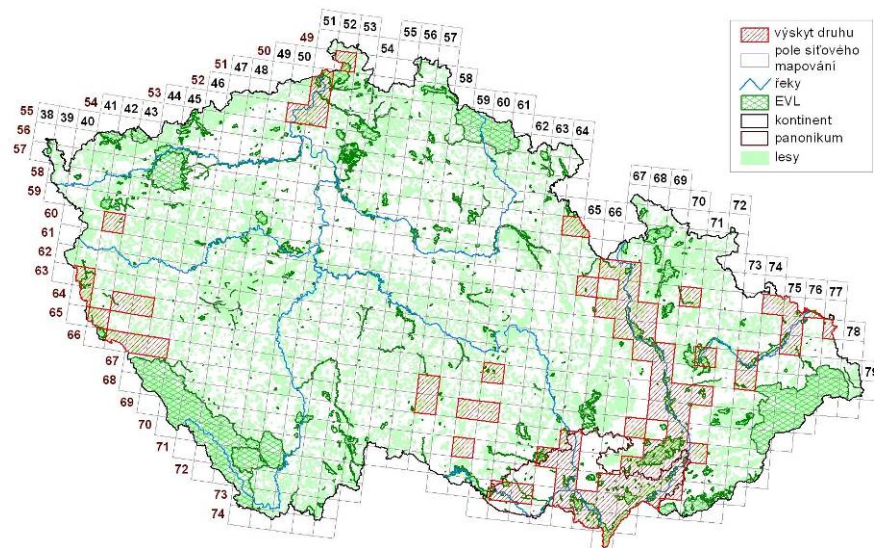 51 52 53
49
54
55 56 57
50 49 50
51 47 48
52 46
58
53 44 45
59 60 61
54 41 42 43
55 38 39 40
56
57
58
59
60
61
62
63
64
65
66
67
68
69
70
71
72
73
74
62 63 64
65 66
67 68 69
70
71
72
73 74
75 76 77
78
79
výskyt druhu
pole síťového
mapování
řeky
EVL
kontinent
panonikum
lesy